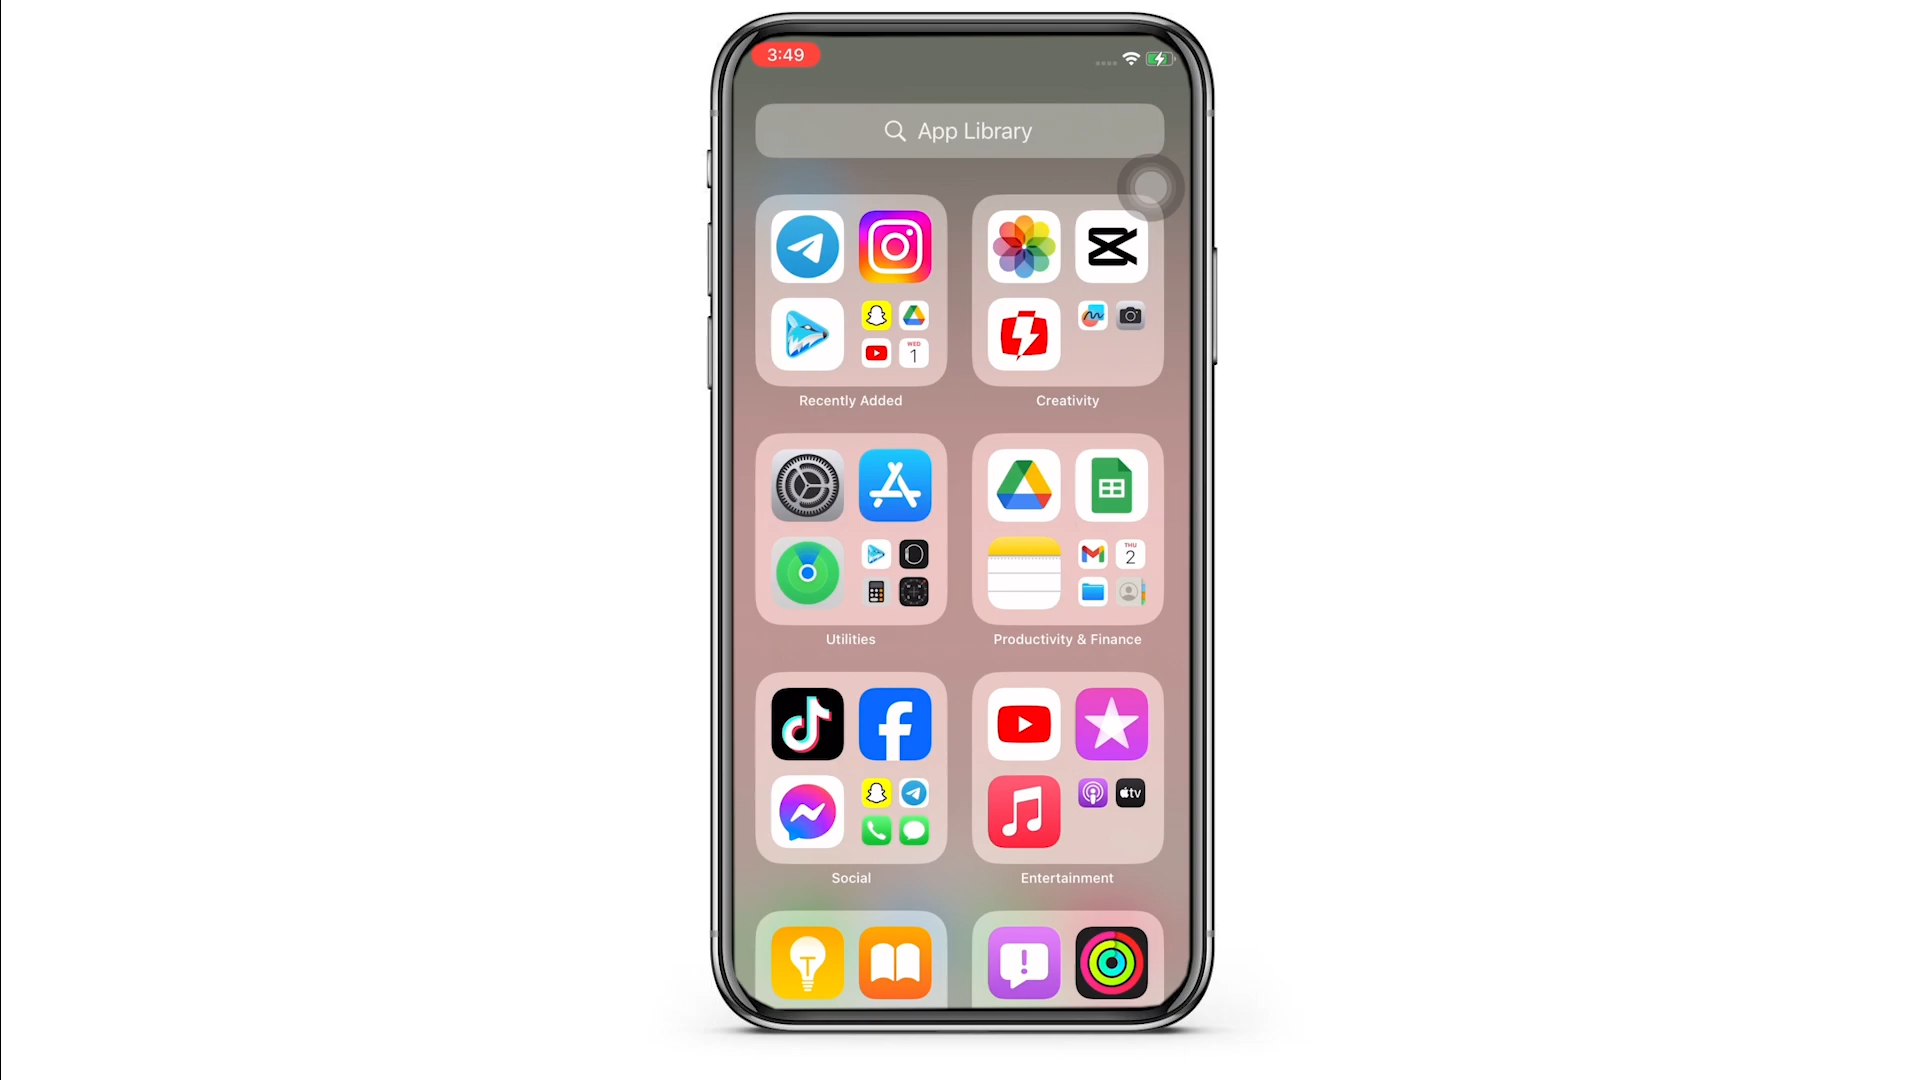 3:49
App Library
WED
1
Recently Added
Creativity
THU
2
Utilities
Productivity & Finance
tv
Social
Entertainment